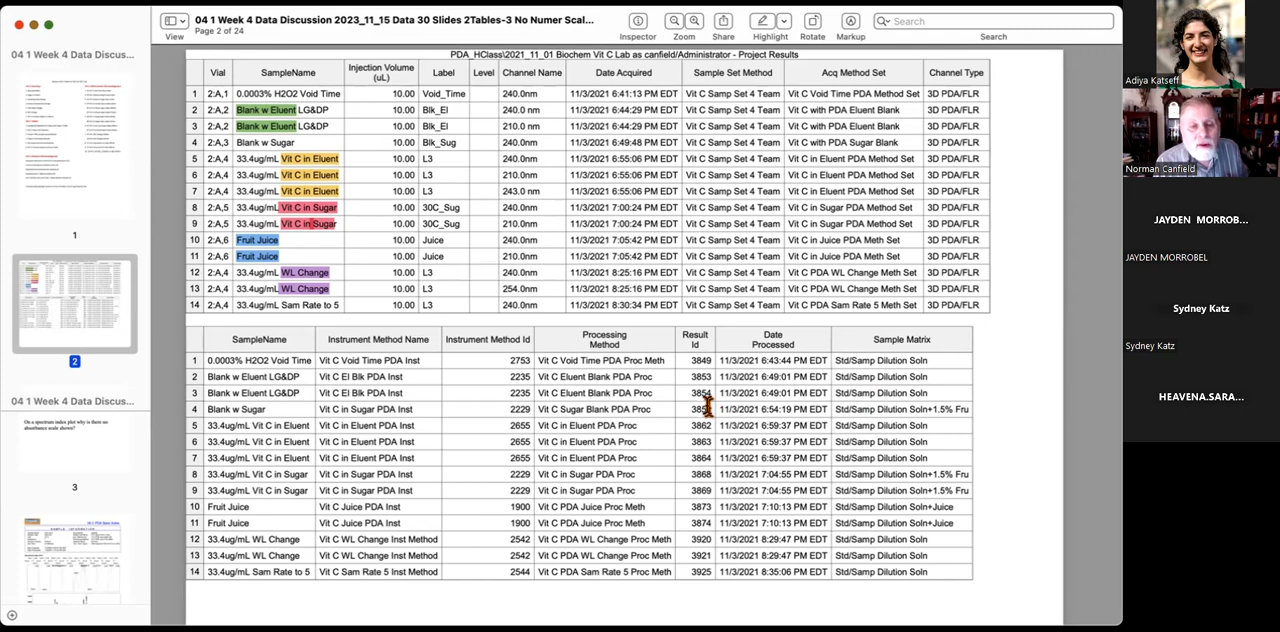 04 1 Week 4 Data Discussion 2023_11_15 Data 30 Slides 2Tables-3 No Numer Scal...
Page 2 of 24
View
Inspector
Zoom
Share
Highlight
Rotate
Markup
Search
Search
04 1 Week 4 Data Discuss...
1
2
04 1 Week 4 Data Discuss...
On a spectrum index plot why is there no
absorbance scale shown?
3
PDA_HClass\2021_11_01 Biochem Vit C Lab as canfield/Administrator - Project Results
Vial SampleName Injection Volume (uL) Label Level Channel Name Date Acquired Sample Set Method Acq Method Set Channel Type
1 2:A,1 0.0003% H2O2 Void Time 10.00 Void_Time 240.0nm 11/3/2021 6:41:13 PM EDT Vit C Samp Set 4 Team Vit C Void Time PDA Method Set 3D PDA/FLR
2 2:A,2 Blank w Eluent LG&DP 10.00 Blk_El 240.0nm 11/3/2021 6:44:29 PM EDT Vit C Samp Set 4 Team Vit C with PDA Eluent Blank 3D PDA/FLR
3 2:A,2 Blank w Eluent LG&DP 10.00 Blk_El 210.0nm 11/3/2021 6:44:29 PM EDT Vit C Samp Set 4 Team Vit C with PDA Eluent Blank 3D PDA/FLR
4 2:A,3 Blank w Sugar 10.00 Blk_Sug 240.0nm 11/3/2021 6:49:48 PM EDT Vit C Samp Set 4 Team Vit C with PDA Sugar Blank 3D PDA/FLR
5 2:A,4 33.4ug/mL Vit C in Eluent 10.00 L3 240.0nm 11/3/2021 6:55:06 PM EDT Vit C Samp Set 4 Team Vit C in Eluent PDA Method Set 3D PDA/FLR
6 2:A,4 33.4ug/mL Vit C in Eluent 10.00 L3 210.0nm 11/3/2021 6:55:06 PM EDT Vit C Samp Set 4 Team Vit C in Eluent PDA Method Set 3D PDA/FLR
7 2:A,4 33.4ug/mL Vit C in Eluent 10.00 L3 243.0 nm 11/3/2021 6:55:06 PM EDT Vit C Samp Set 4 Team Vit C in Eluent PDA Method Set 3D PDA/FLR
8 2:A,5 33.4ug/mL Vit C in Sugar 10.00 30C_Sug 240.0nm 11/3/2021 7:00:24 PM EDT Vit C Samp Set 4 Team Vit C in Sugar PDA Method Set 3D PDA/FLR
9 2:A,5 33.4ug/mL Vit C in Sugar 10.00 30C_Sug 210.0nm 11/3/2021 7:00:24 PM EDT Vit C Samp Set 4 Team Vit C in Sugar PDA Method Set 3D PDA/FLR
10 2:A,6 Fruit Juice 10.00 Juice 240.0nm 11/3/2021 7:05:42 PM EDT Vit C Samp Set 4 Team Vit C in Juice PDA Meth Set 3D PDA/FLR
11 2:A,6 Fruit Juice 10.00 Juice 210.0nm 11/3/2021 7:05:42 PM EDT Vit C Samp Set 4 Team Vit C in Juice PDA Meth Set 3D PDA/FLR
12 2:A,4 33.4ug/mL WL Change 10.00 L3 240.0nm 11/3/2021 8:25:16 PM EDT Vit C Samp Set 4 Team Vit C PDA WL Change Meth Set 3D PDA/FLR
13 2:A,4 33.4ug/mL WL Change 10.00 L3 254.0nm 11/3/2021 8:25:16 PM EDT Vit C Samp Set 4 Team Vit C PDA WL Change Meth Set 3D PDA/FLR
14 2:A,4 33.4ug/mL Sam Rate to 5 10.00 L3 240.0nm 11/3/2021 8:30:34 PM EDT Vit C Samp Set 4 Team Vit C PDA Sam Rate 5 Meth Set 3D PDA/FLR
SampleName Instrument Method Name Instrument Method Id Processing Method Result Id Date Processed Sample Matrix
1 0.0003% H2O2 Void Time Vit C Void Time PDA Inst 2753 Vit C Void Time PDA Proc Meth 3849 11/3/2021 6:43:44 PM EDT Std/Samp Dilution Soln
2 Blank w Eluent LG&DP Vit C El Blk PDA Inst 2235 Vit C Eluent Blank PDA Proc 3853 11/3/2021 6:49:01 PM EDT Std/Samp Dilution Soln
3 Blank w Eluent LG&DP Vit C El Blk PDA Inst 2235 Vit C Eluent Blank PDA Proc 3854 11/3/2021 6:49:01 PM EDT Std/Samp Dilution Soln
4 Blank w Sugar Vit C in Sugar PDA Inst 2229 Vit C Sugar Blank PDA Proc 11/3/2021 6:54:19 PM EDT Std/Samp Dilution Soln+1.5% Fru
5 33.4ug/mL Vit C in Eluent Vit C in Eluent PDA Inst 2655 Vit C in Eluent PDA Proc 3862 11/3/2021 6:59:37 PM EDT Std/Samp Dilution Soln
6 33.4ug/mL Vit C in Eluent Vit C in Eluent PDA Inst 2655 Vit C in Eluent PDA Proc 3863 11/3/2021 6:59:37 PM EDT Std/Samp Dilution Soln
7 33.4ug/mL Vit C in Eluent Vit C in Eluent PDA Inst 2655 Vit C in Eluent PDA Proc 3864 11/3/2021 6:59:37 PM EDT Std/Samp Dilution Soln
8 33.4ug/mL Vit C in Sugar Vit C in Sugar PDA Inst 2229 Vit C in Sugar PDA Proc 3868 11/3/2021 7:04:55 PM EDT Std/Samp Dilution Soln+1.5% Fru
9 33.4ug/mL Vit C in Sugar Vit C in Sugar PDA Inst 2229 Vit C in Sugar PDA Proc 3869 11/3/2021 7:04:55 PM EDT Std/Samp Dilution Soln+1.5% Fru
10 Fruit Juice Vit C Juice PDA Inst 1900 Vit C PDA Juice Proc Meth 3873 11/3/2021 7:10:13 PM EDT Std/Samp Dilution Soln+Juice
11 Fruit Juice Vit C Juice PDA Inst 1900 Vit C PDA Juice Proc Meth 3874 11/3/2021 7:10:13 PM EDT Std/Samp Dilution Soln+Juice
12 33.4ug/mL WL Change Vit C WL Change Inst Method 2542 Vit C PDA WL Change Proc Meth 3920 11/3/2021 8:29:47 PM EDT Std/Samp Dilution Soln
13 33.4ug/mL WL Change Vit C WL Change Inst Method 2542 Vit C PDA WL Change Proc Meth 3921 11/3/2021 8:29:47 PM EDT Std/Samp Dilution Soln
14 33.4ug/mL Sam Rate to 5 Vit C Sam Rate 5 Inst Method 2544 Vit C PDA Sam Rate 5 Proc Meth 3925 11/3/2021 8:35:06 PM EDT Std/Samp Dilution Soln
Adiya Katseff
Norman Canfield
JAYDEN MORROB...
JAYDEN MORROBEL
Sydney Katz
Sydney Katz
HEAVENA.SARA...